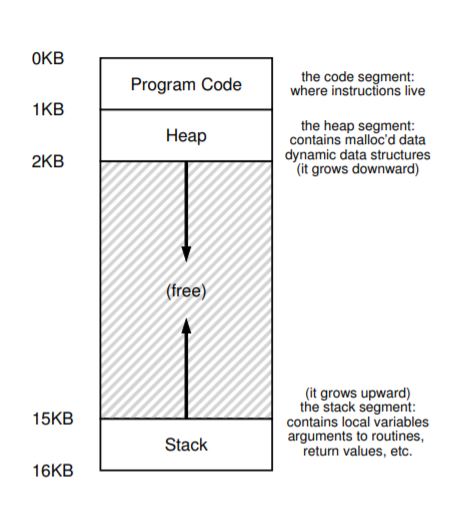 0KB
Program Code
the code segment:
where instructions live
1KB
Heap
the heap segment:
contains malloc'd data
dynamic data structures
(it grows downward)
2KB
(free)
(it grows upward)
the stack segment:
contains local variables
arguments to routines,
return values, etc.
15KB
Stack
16KB